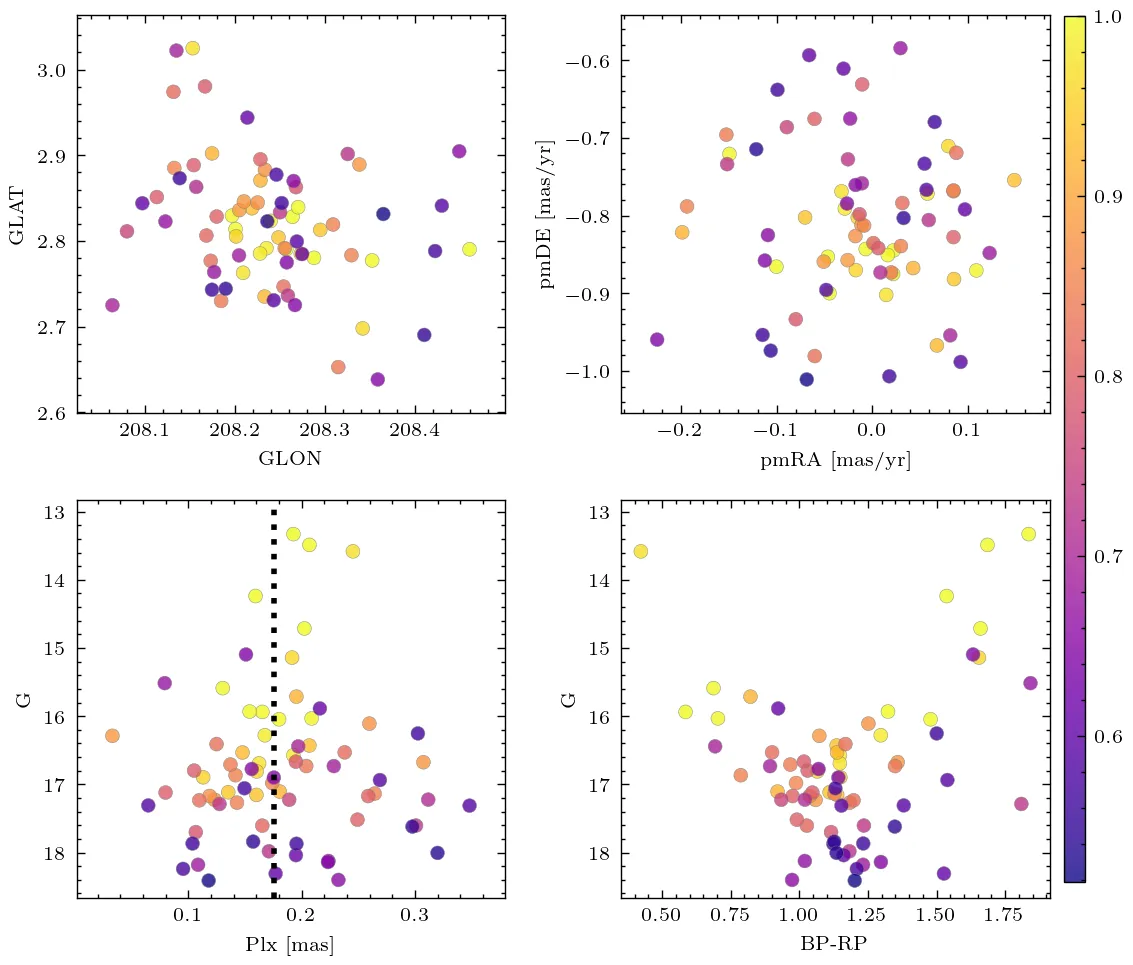 3.0
2.9
2.8
2.7
2.6
GLAT
208.1 208.2 208.3 208.4
GLON
−0.6
−0.7
−0.8
−0.9
−1.0
pmDE [mas/yr]
−0.2 −0.1 0.0 0.1
pmRA [mas/yr]
1.0
0.9
0.8
0.7
0.6
13
14
15
16
17
18
G
0.1 0.2 0.3
Plx [mas]
13
14
15
16
17
18
G
0.50 0.75 1.00 1.25 1.50 1.75
BP-RP